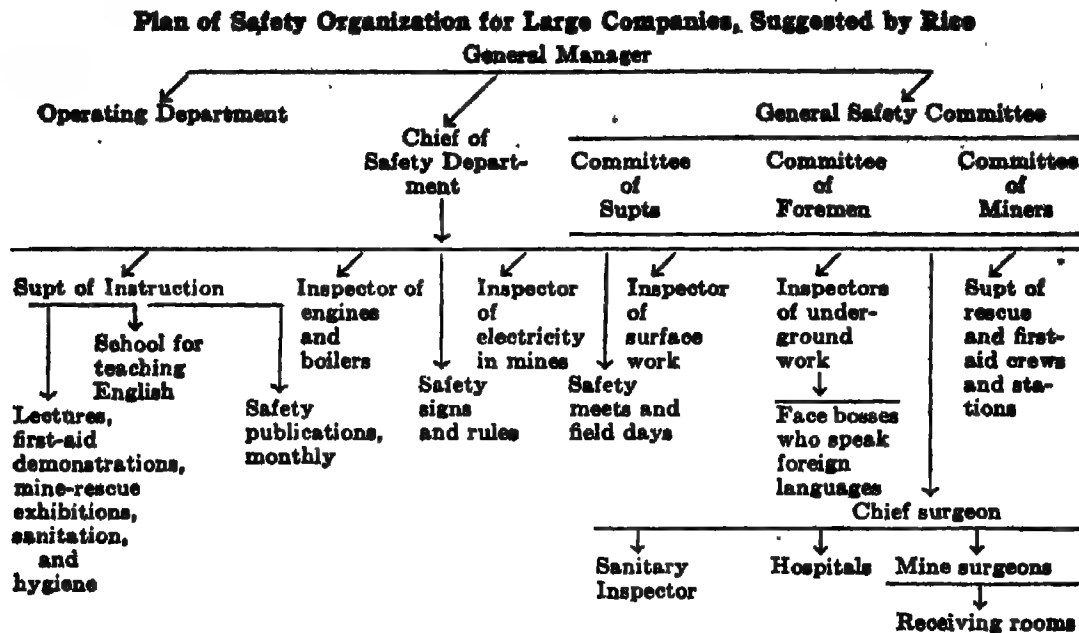 Plan of Safety Organization for Large Companies, Suggested by Rice
General Manager
Operating Department
General Safety Committee
Chief of
Safety Depart-
ment
Committee
of
Supts
Committee
of
Foremen
Committee
of
Miners
Supt of Instruction
School for
teaching
English
Lectures,
first-aid
demonstrations,
mine-rescue
exhibitions,
sanitation,
and
hygiene
Safety
publications,
monthly
Inspector of
engines
and
boilers
Safety
signs
and rules
Inspector
of
electricity
in mines
Safety
meets and
field days
Inspector
of
surface
work
Inspectors
of under-
ground
work
Face bosses
who speak
foreign
languages
Supt of
rescue
and first-
aid crews
and sta-
tions
Chief surgeon
Sanitary
Inspector
Hospitals
Mine surgeons
Receiving rooms